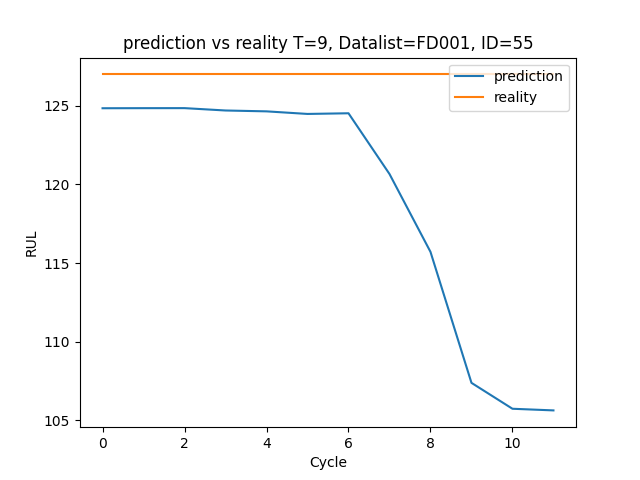 prediction vs reality T=9, Datalist=FD001, ID=55
prediction
reality
125
120
115
110
105
RUL
0 2 4 6 8 10
Cycle